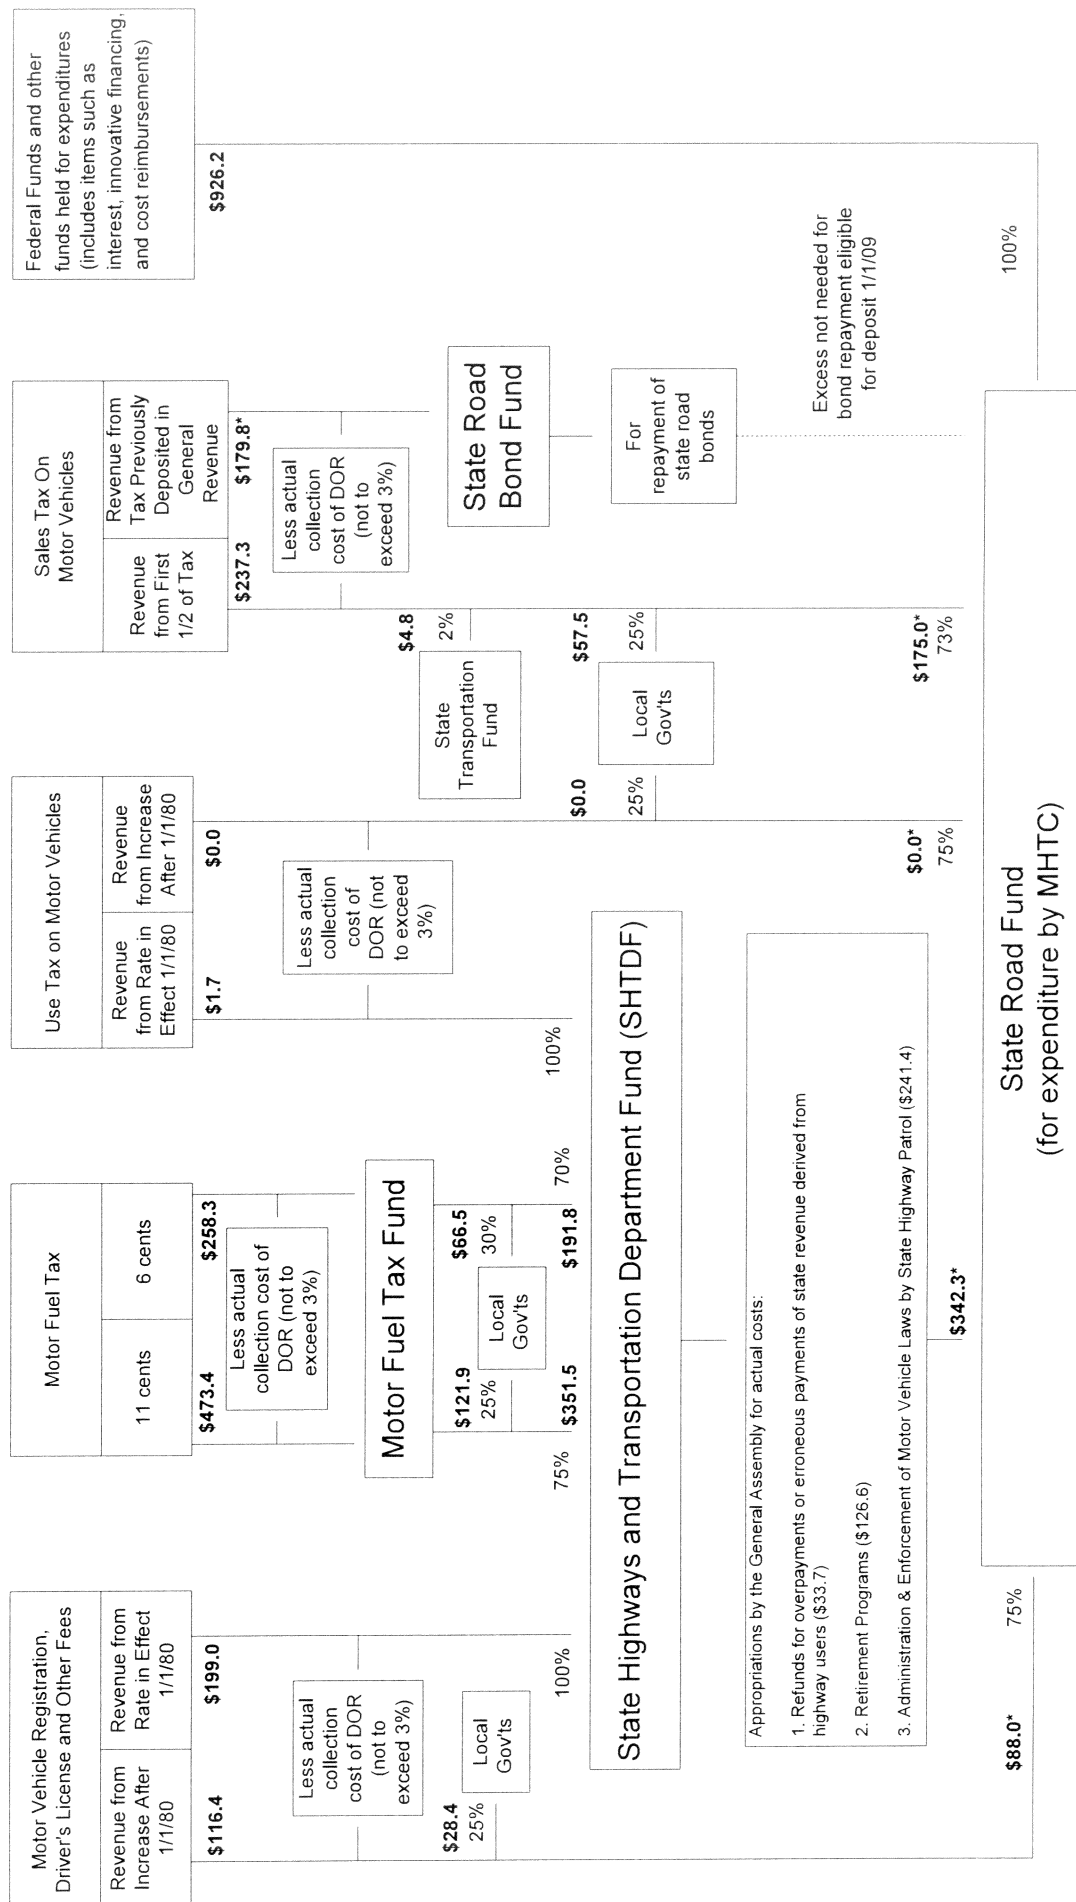 Motor Vehicle Registration,
Driver's License and Other Fees
Revenue from
Increase After
1/1/80
Revenue from
Rate in Effect
1/1/80
$116.4
$199.0
Less actual
collection
cost of DOR
(not to
exceed 3%)
$28.4
25%
Local
Gov'ts
100%
Motor Fuel Tax
11 cents
6 cents
$473.4
$258.3
Less actual
collection cost of
DOR (not to
exceed 3%)
Motor Fuel Tax Fund
$121.9
25%
Local
Gov'ts
$66.5
30%
$351.5
$191.8
75%
70%
Use Tax on Motor Vehicles
Revenue
from Rate in
Effect 1/1/80
Revenue
from Increase
After 1/1/80
$1.7
$0.0
Less actual
collection
cost of
DOR (not
to exceed
3%)
100%
Sales Tax On
Motor Vehicles
Revenue
from First
1/2 of Tax
Revenue from
Tax Previously
Deposited in
General
Revenue
$237.3
$179.8*
Less actual
collection
cost of DOR
(not to
exceed 3%)
$4.8
2%
State
Transportation
Fund
State Road
Bond Fund
$0.0
25%
Local
Gov'ts
$57.5
25%
For
repayment of
state road
bonds
Excess not needed for
bond repayment eligible
for deposit 1/1/09
$0.0*
75%
$175.0*
73%
Federal Funds and other
funds held for expenditures
(includes items such as
interest, innovative financing,
and cost reimbursements)
$926.2
100%
State Highways and Transportation Department Fund (SHTDF)
Appropriations by the General Assembly for actual costs:
1. Refunds for overpayments or erroneous payments of state revenue derived from
highway users ($33.7)
2. Retirement Programs ($126.6)
3. Administration & Enforcement of Motor Vehicle Laws by State Highway Patrol ($241.4)
$342.3*
$88.0*
75%
State Road Fund
(for expenditure by MHTC)